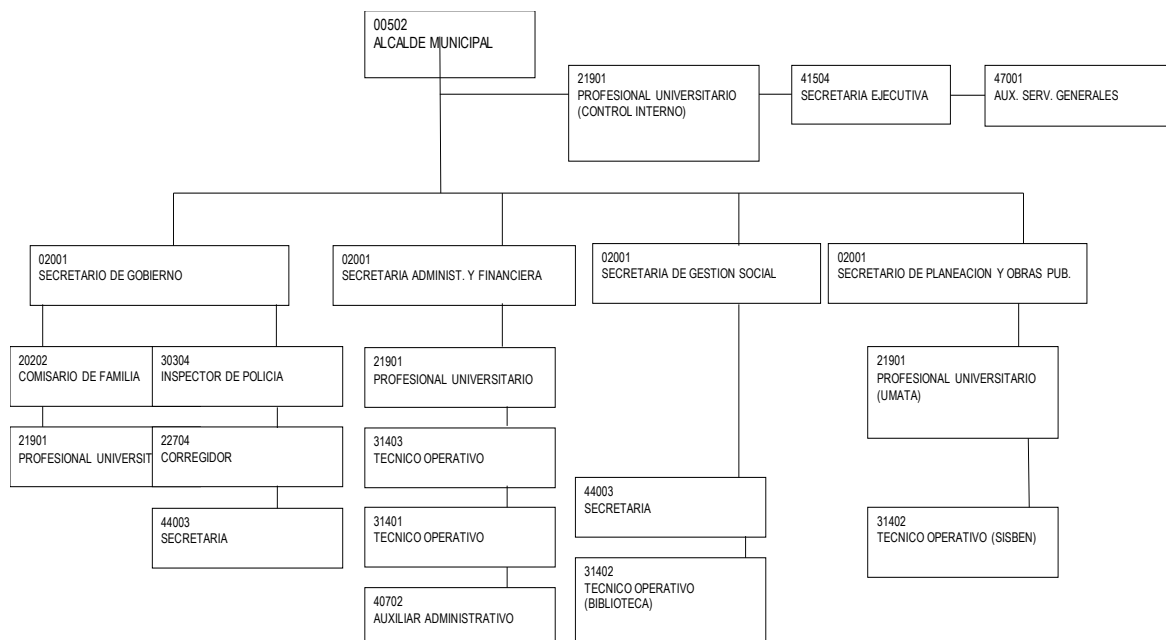 00502
ALCALDE MUNICIPAL
21901
PROFESIONAL UNIVERSITARIO
(CONTROL INTERNO)
41504
SECRETARIA EJECUTIVA
47001
AUX. SERV. GENERALES
02001
SECRETARIO DE GOBIERNO
02001
SECRETARIA ADMINIST. Y FINANCIERA
02001
SECRETARIA DE GESTION SOCIAL
02001
SECRETARIO DE PLANEACION Y OBRAS PUB.
20202
COMISARIO DE FAMILIA
30304
INSPECTOR DE POLICIA
21901
PROFESIONAL UNIVERSITARIO
21901
PROFESIONAL UNIVERSITARIO
(UMATA)
21901
PROFESIONAL UNIVERSIT
22704
CORREGIDOR
31403
TECNICO OPERATIVO
44003
SECRETARIA
44003
SECRETARIA
31401
TECNICO OPERATIVO
31402
TECNICO OPERATIVO (SISBEN)
31402
TECNICO OPERATIVO
(BIBLIOTECA)
40702
AUXILIAR ADMINISTRATIVO